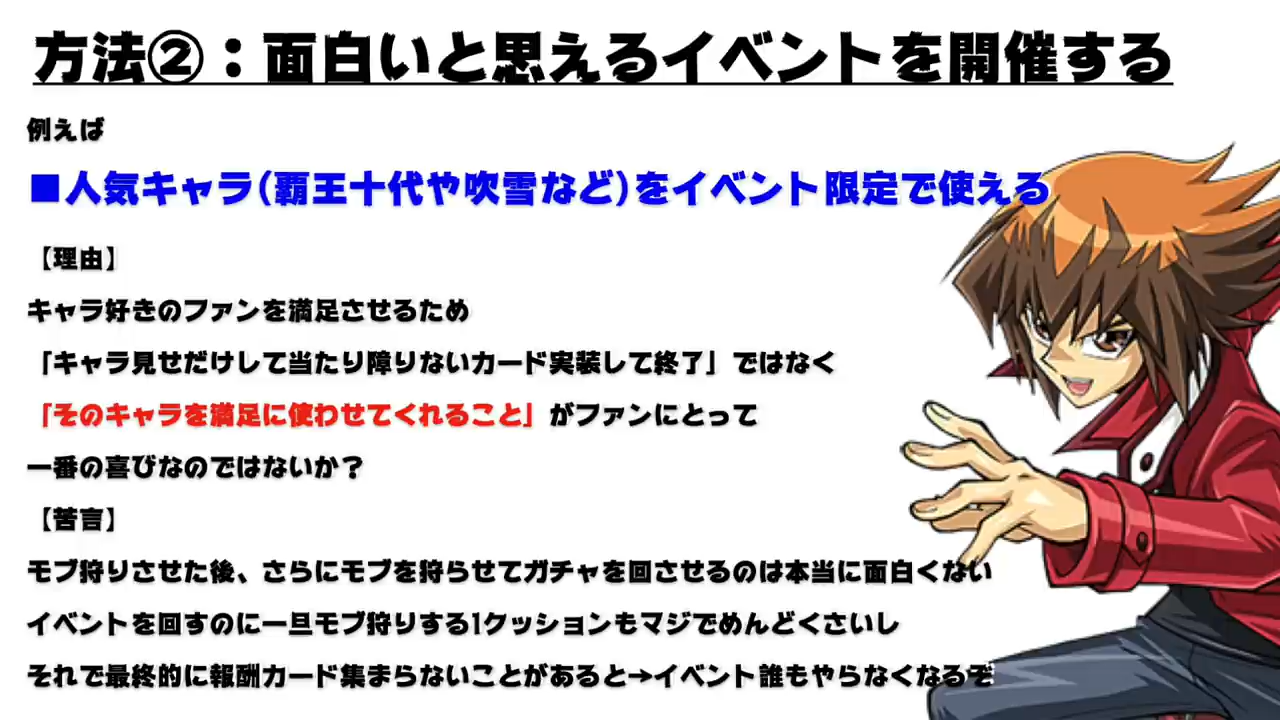 方法②：面白いと思えるイベントを開催する
例えば
■人気キャラ(覇王十代や吹雪など)をイベント限定で使える
【理由】
キャラ好きのファンを満足させるため
「キャラ見せだけして当たり障りないカード実装して終了」ではなく
「そのキャラを満足に使わせてくれること」がファンにとって
一番の喜びなのではないか？
【苦言】
モブ狩りさせた後、さらにモブを狩らせてガチャを回させるのは本当に面白くない
イベントを回すのに一旦モブ狩りする1クッションもマジでめんどくさいし
それで最終的に報酬カード集まらないことがあると→イベント誰もやらなくなるぞ